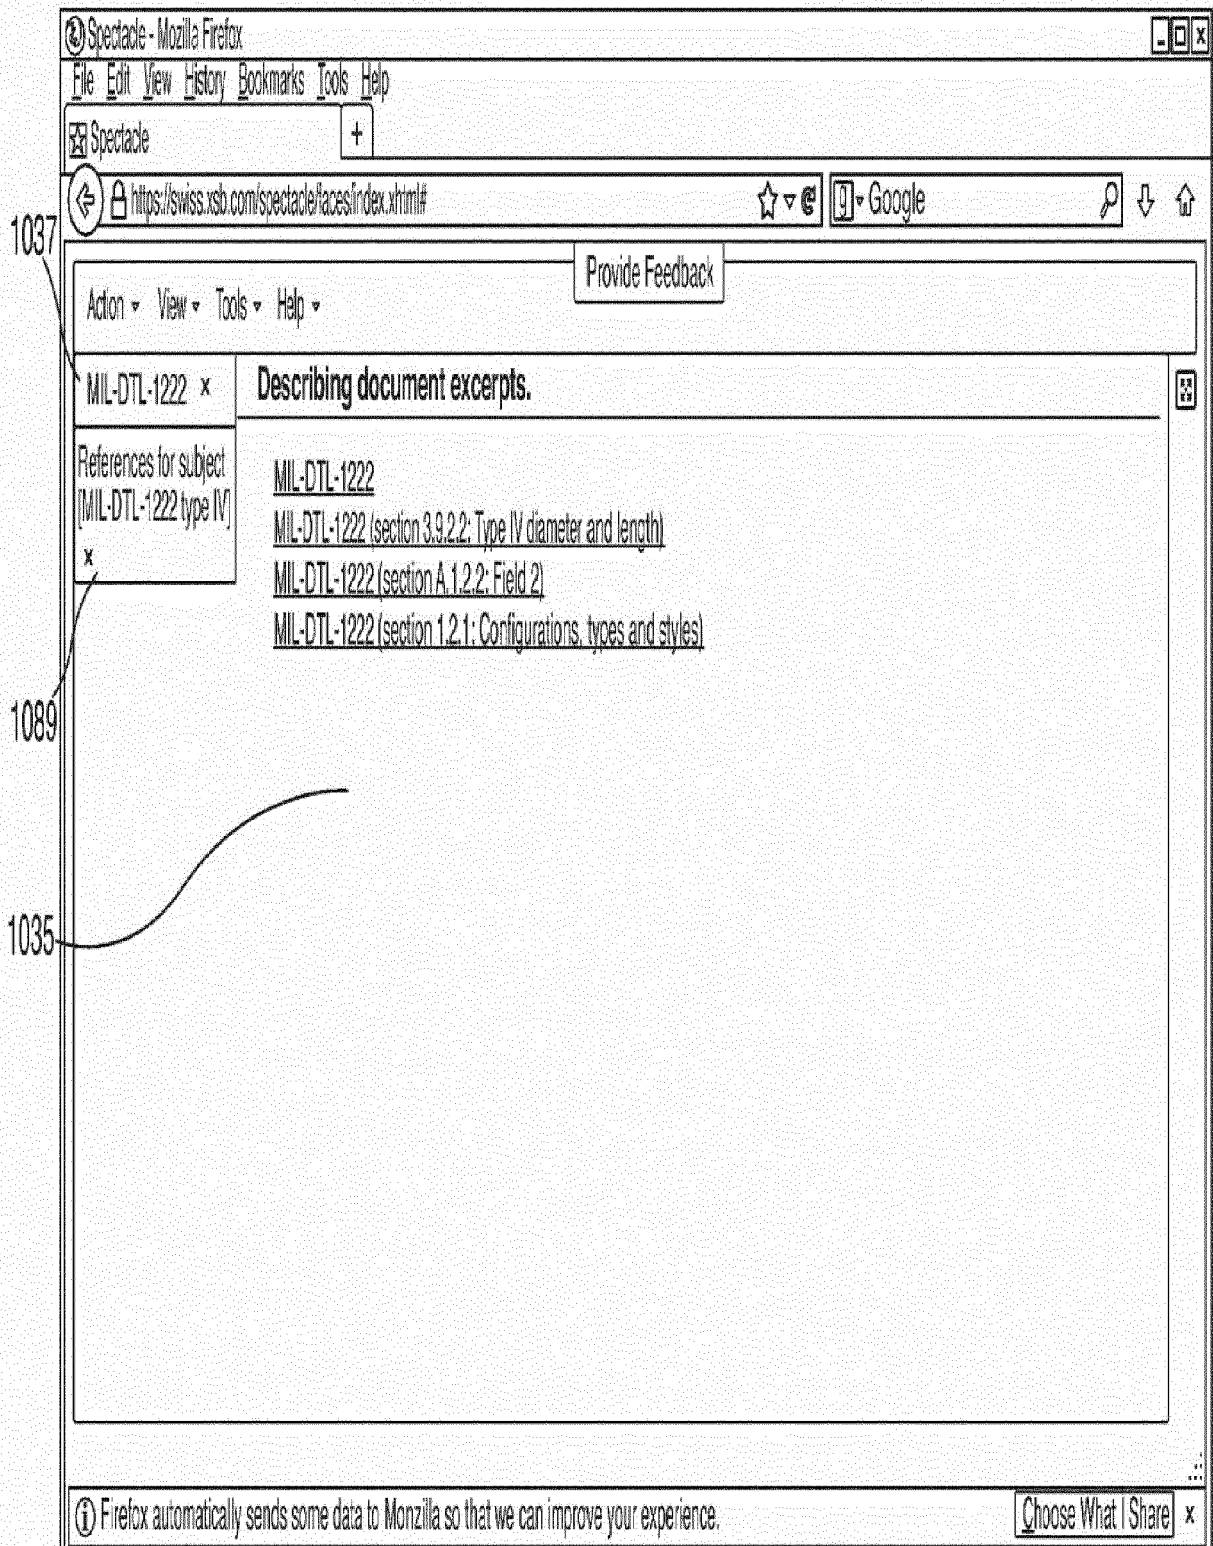 Spectacle - Mozilla Firefox
File Edit View History Bookmarks Tools Help
Spectacle +
https://swiss.xsb.com/spectacle/faces/index.xhtml#
g Google
1037
Provide Feedback
Action View Tools Help
MIL-DTL-1222 x
Describing document excerpts.
References for subject
[MIL-DTL-1222 type IV]
x
MIL-DTL-1222
MIL-DTL-1222 (section 3.9.2.2: Type IV diameter and length)
MIL-DTL-1222 (section A.1.2.2: Field 2)
MIL-DTL-1222 (section 1.2.1: Configurations, types and styles)
1089
1035
Firefox automatically sends some data to Monzilla so that we can improve your experience.
Choose What I Share x